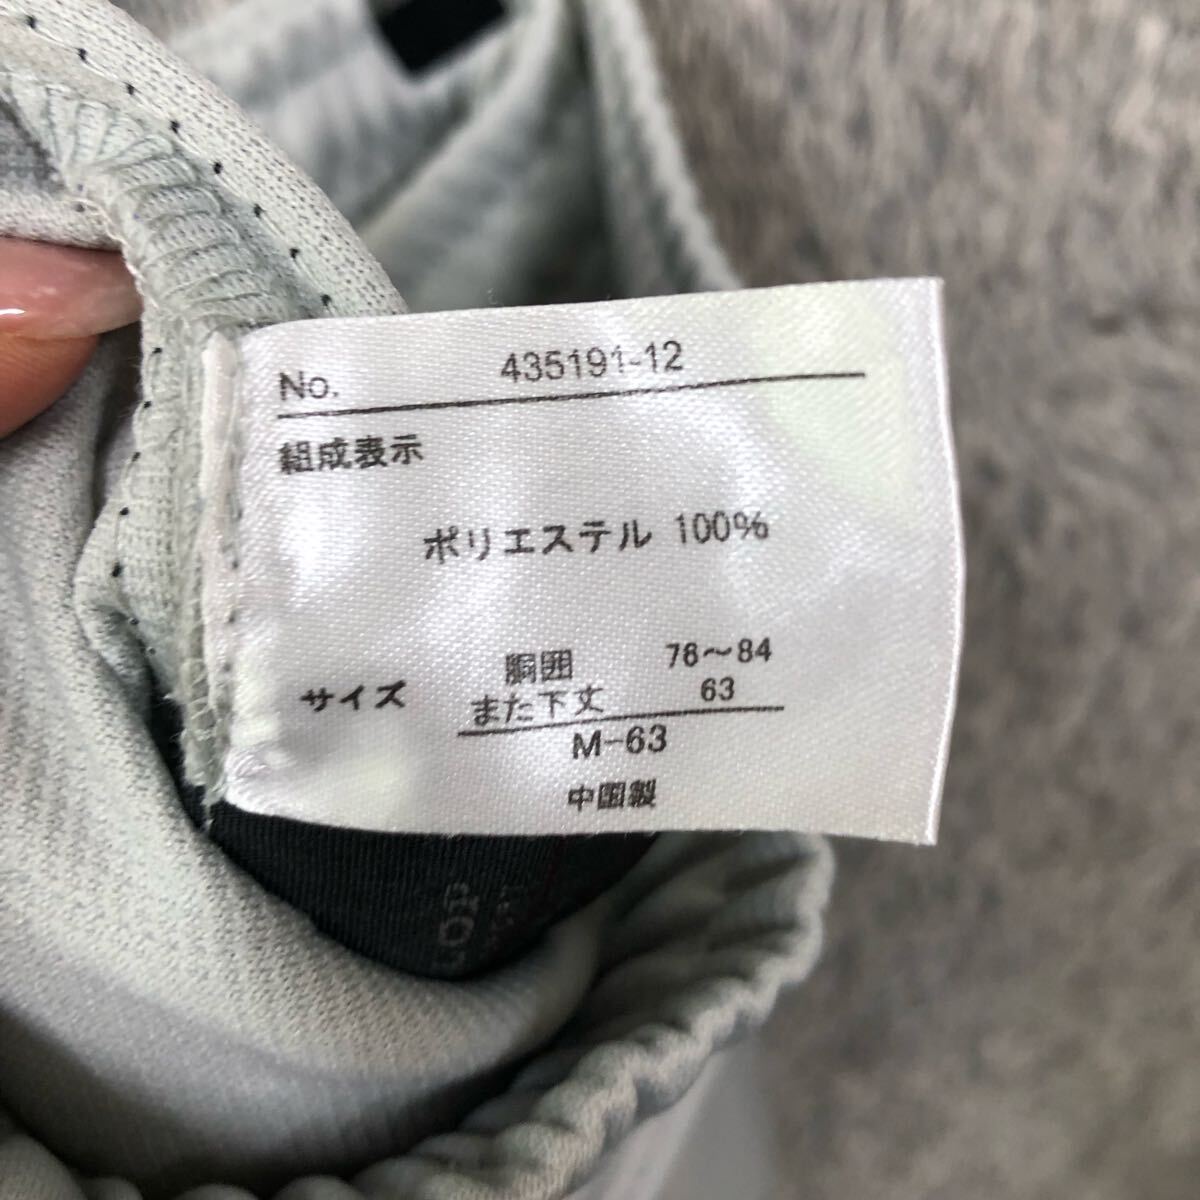 No. 435191-12
組成表示
ポリエステル 100%
サイズ
胴囲 76〜84
また下丈 63
M-63
中国製